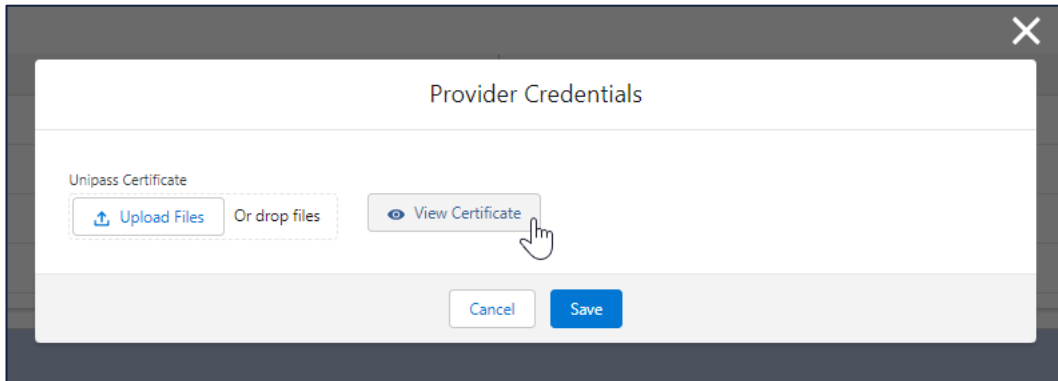 Provider Credentials
Unipass Certificate
Upload Files Or drop files View Certificate
Cancel Save